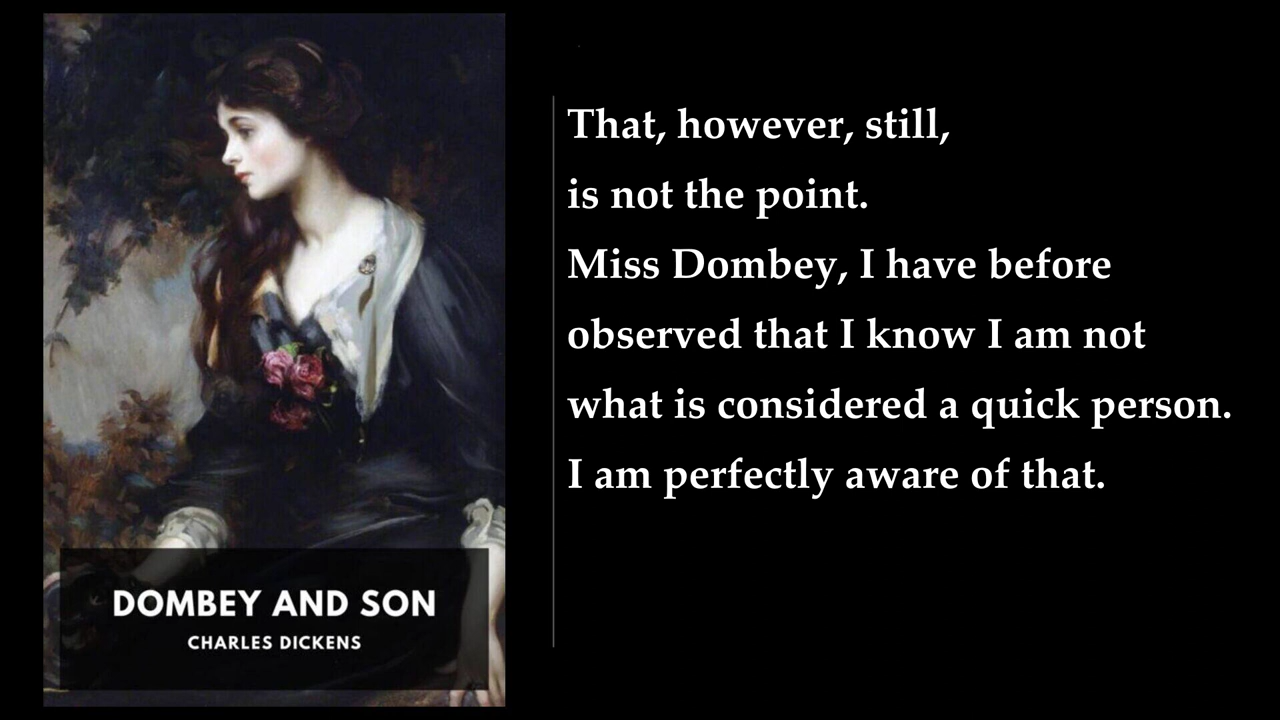 DOMBEY AND SON
CHARLES DICKENS
That, however, still,
is not the point.
Miss Dombey, I have before
observed that I know I am not
what is considered a quick person.
I am perfectly aware of that.